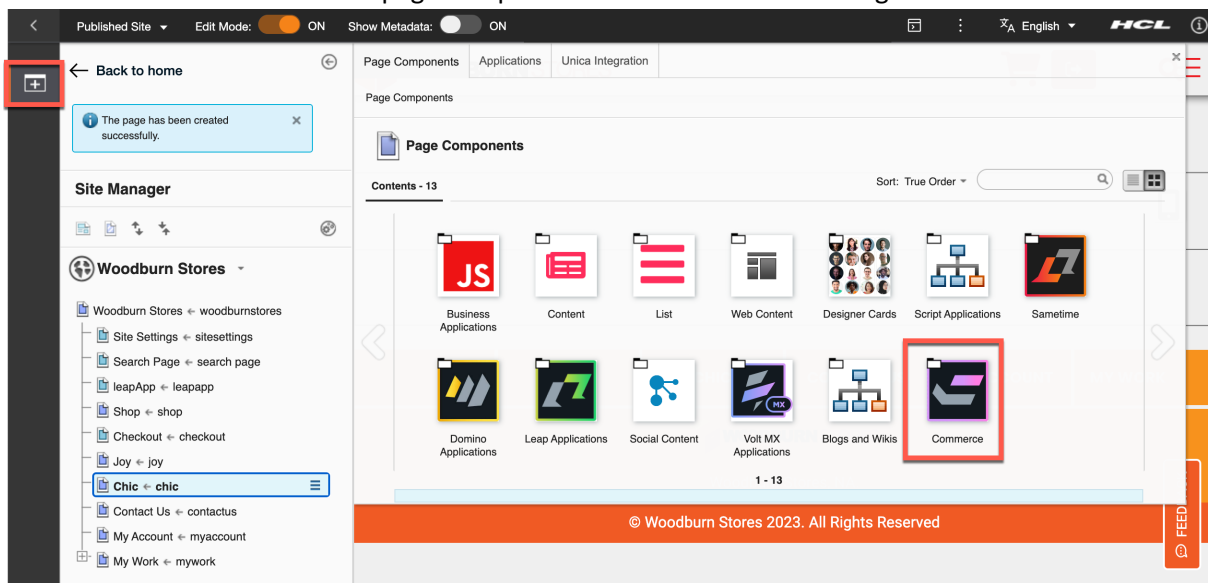 Published Site
Edit Mode: ON
Show Metadata: ON
English
HCL
Back to home
The page has been created
successfully.
Site Manager
Woodburn Stores
Woodburn Stores ← woodburnstores
Site Settings ← sitesettings
Search Page ← search page
leapApp ← leapapp
Shop ← shop
Checkout ← checkout
Joy ← joy
Chic ← chic
Contact Us ← contactus
My Account ← myaccount
My Work ← mywork
Page Components Applications Unica Integration
Page Components
Page Components
Contents - 13
Sort: True Order
JS
Business
Applications
Content
List
Web Content
Designer Cards
Script Applications
Sametime
Domino
Applications
Leap Applications
Social Content
MX
Volt MX
Applications
Blogs and Wikis
Commerce
1 - 13
© Woodburn Stores 2023. All Rights Reserved